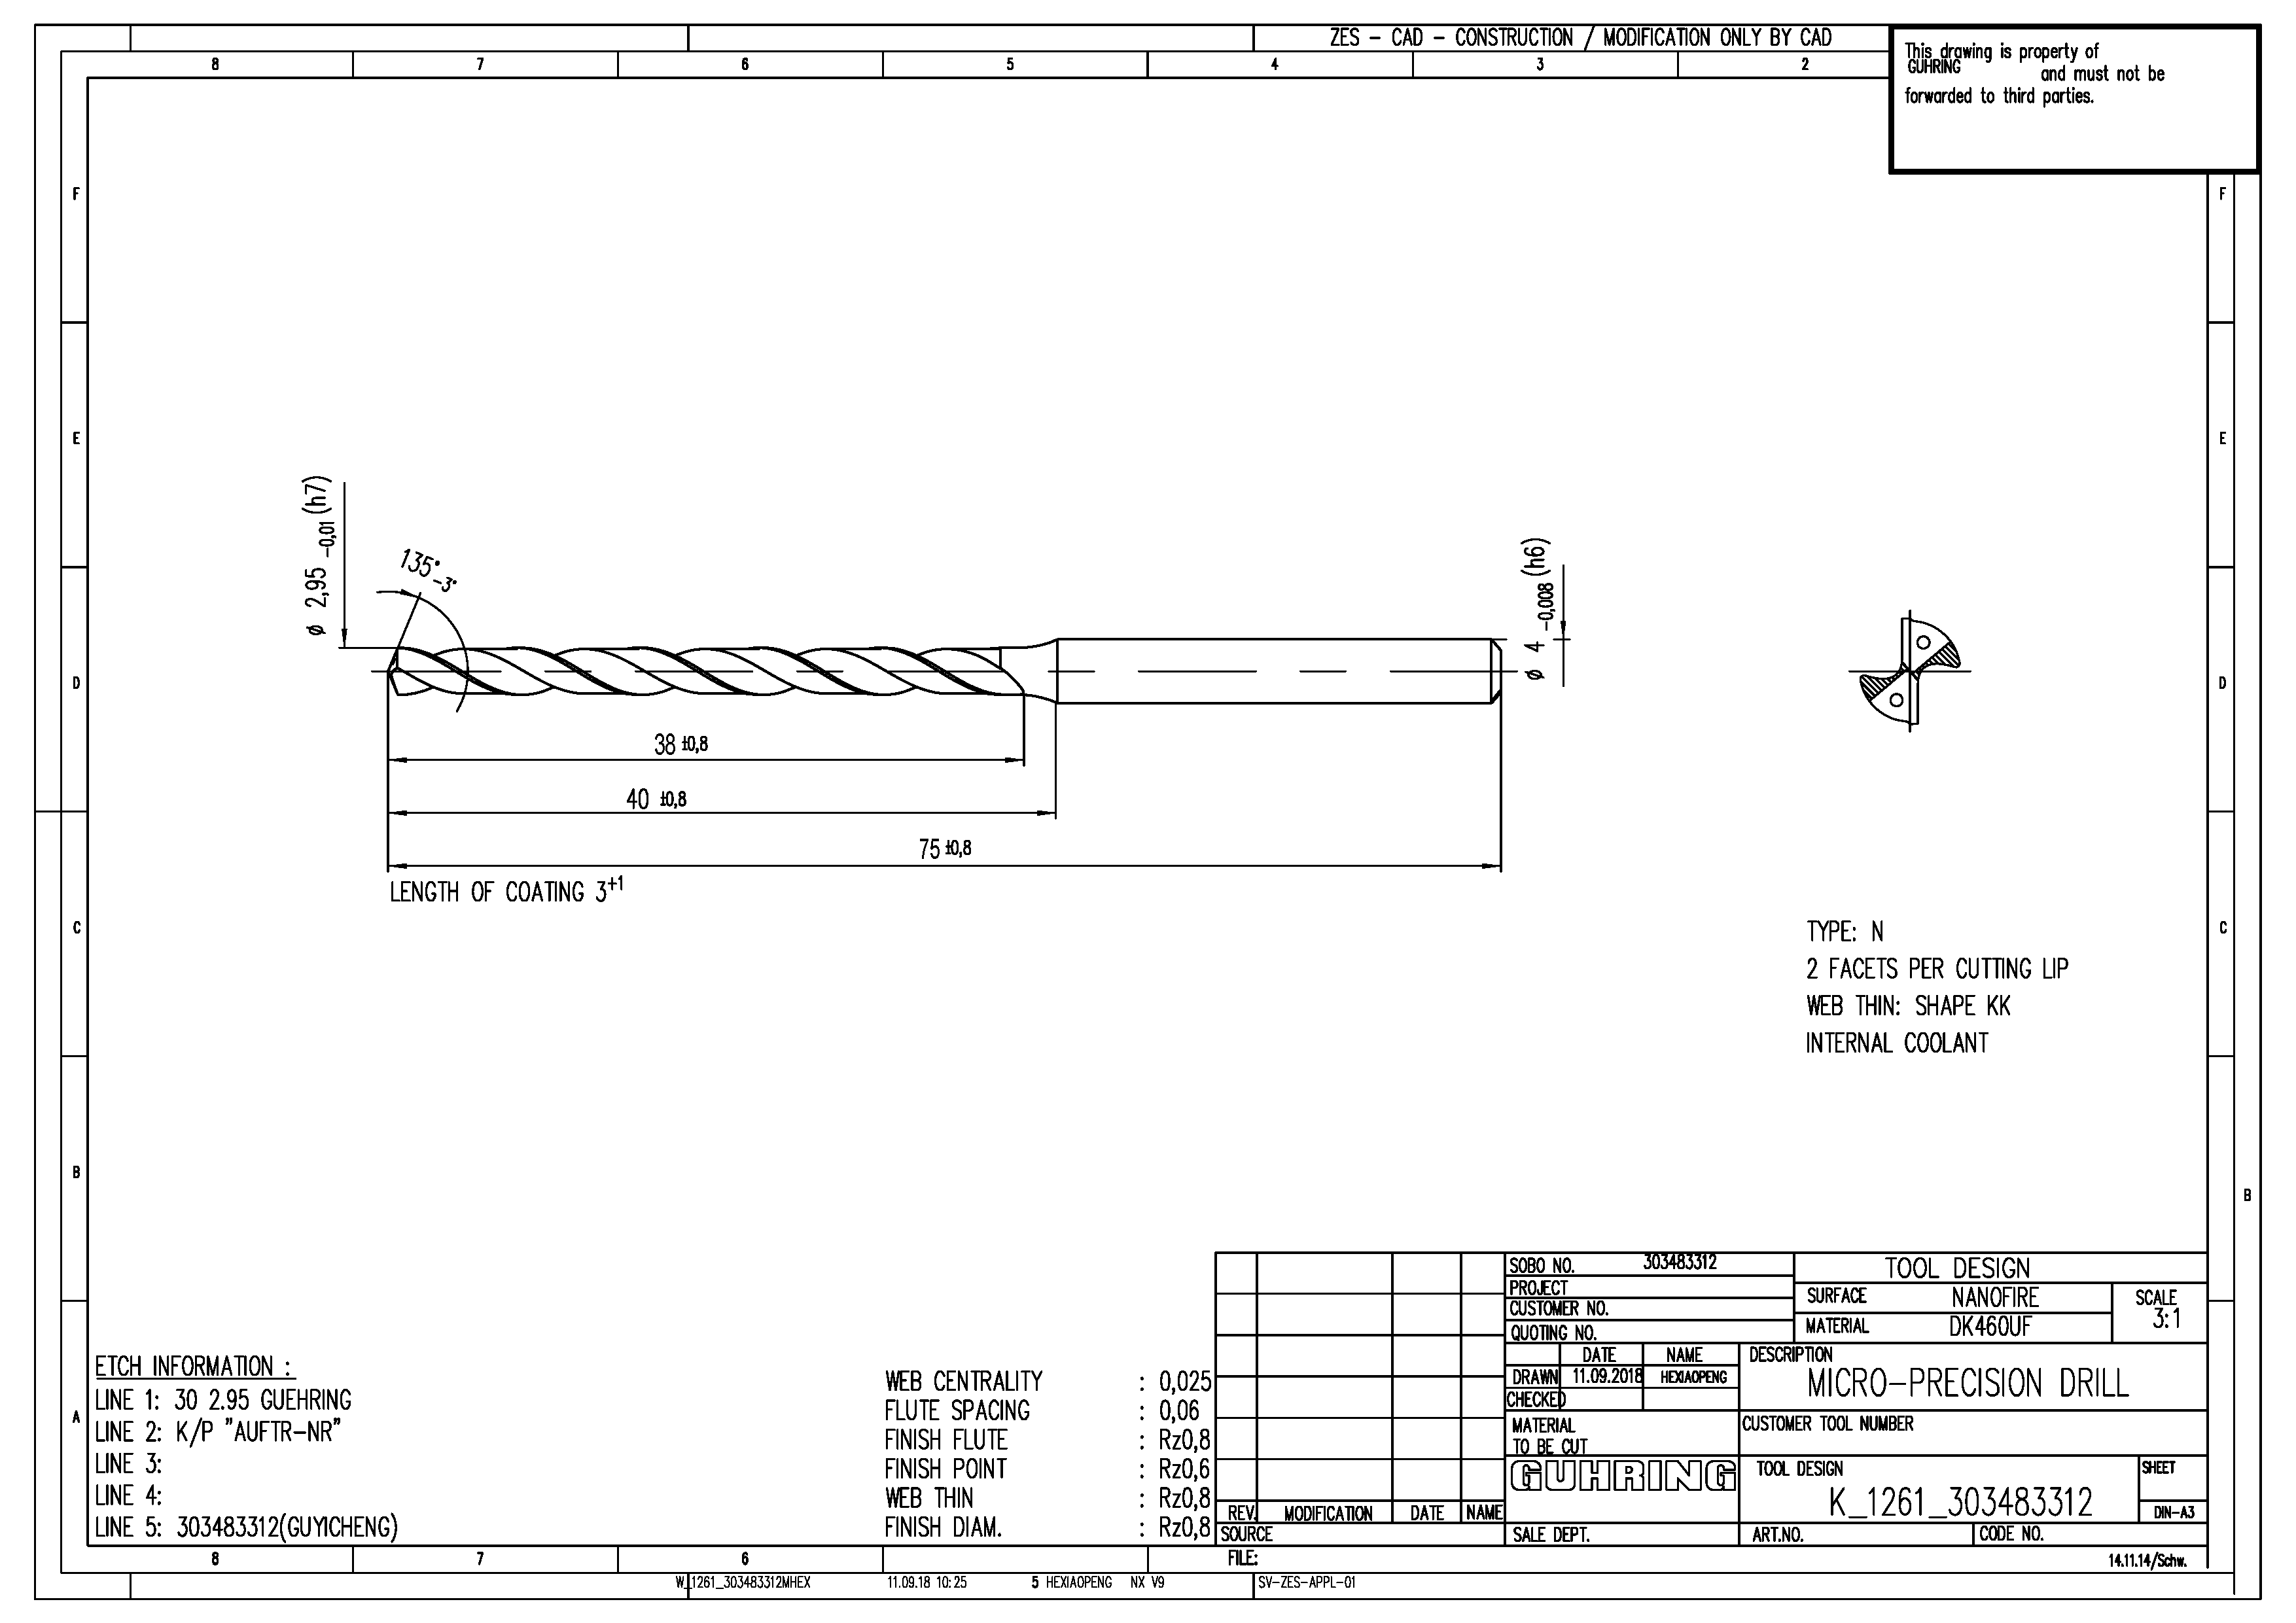 ZES - CAD - CONSTRUCTION / MODIFICATION ONLY BY CAD
This drawing is property of
GUHRING and must not be
forwarded to third parties.
8 7 6 5 4 3 2
F F
E E
D D
C C
B B
A
ø 2,95 -0,01 (h7)
135° -3°
ø 4 -0,008 (h6)
38 ±0,8
40 ±0,8
75 ±0,8
LENGTH OF COATING 3+1
TYPE: N
2 FACETS PER CUTTING LIP
WEB THIN: SHAPE KK
INTERNAL COOLANT
ETCH INFORMATION :
LINE 1: 30 2.95 GUEHRING
LINE 2: K/P "AUFTR-NR"
LINE 3:
LINE 4:
LINE 5: 303483312(GUYICHENG)
WEB CENTRALITY : 0,025
FLUTE SPACING : 0,06
FINISH FLUTE : Rz0,8
FINISH POINT : Rz0,6
WEB THIN : Rz0,8
FINISH DIAM. : Rz0,8
REV. MODIFICATION DATE NAME
SOURCE
FILE:
SOBO NO. 303483312
PROJECT
CUSTOMER NO.
QUOTING NO.
DATE NAME
DRAWN 11.09.2018 HEXIAOPENG
CHECKED
MATERIAL
TO BE CUT
GUHRING
SALE DEPT.
TOOL DESIGN
SURFACE NANOFIRE
MATERIAL DK460UF
SCALE
3:1
DESCRIPTION
MICRO-PRECISION DRILL
CUSTOMER TOOL NUMBER
TOOL DESIGN
K_1261_303483312
SHEET
DIN-A3
ART.NO. CODE NO.
14.11.14/Schw.
8 7 6
W_1261_303483312MHEX 11.09.18 10:25 5 HEXIAOPENG NX V9 SV-ZES-APPL-01